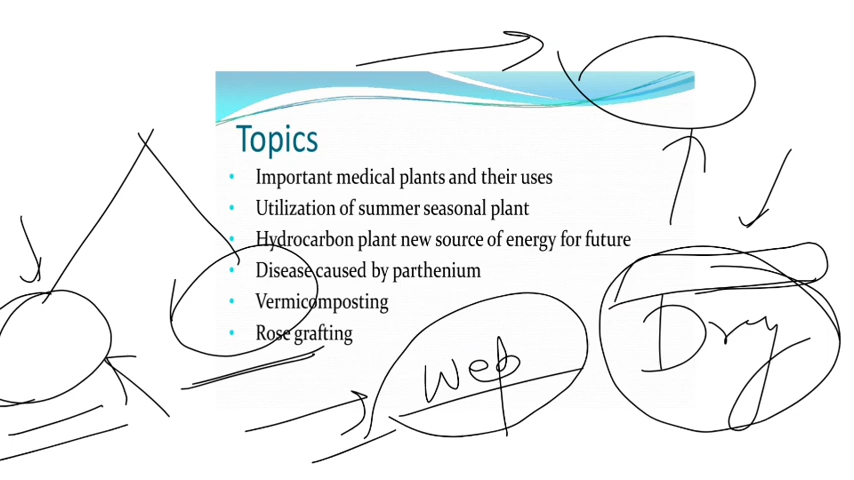 Topics
• Important medical plants and their uses
• Utilization of summer seasonal plant
• Hydrocarbon plant new source of energy for future
• Disease caused by parthenium
• Vermicomposting
• Rose grafting
Wep
Dry